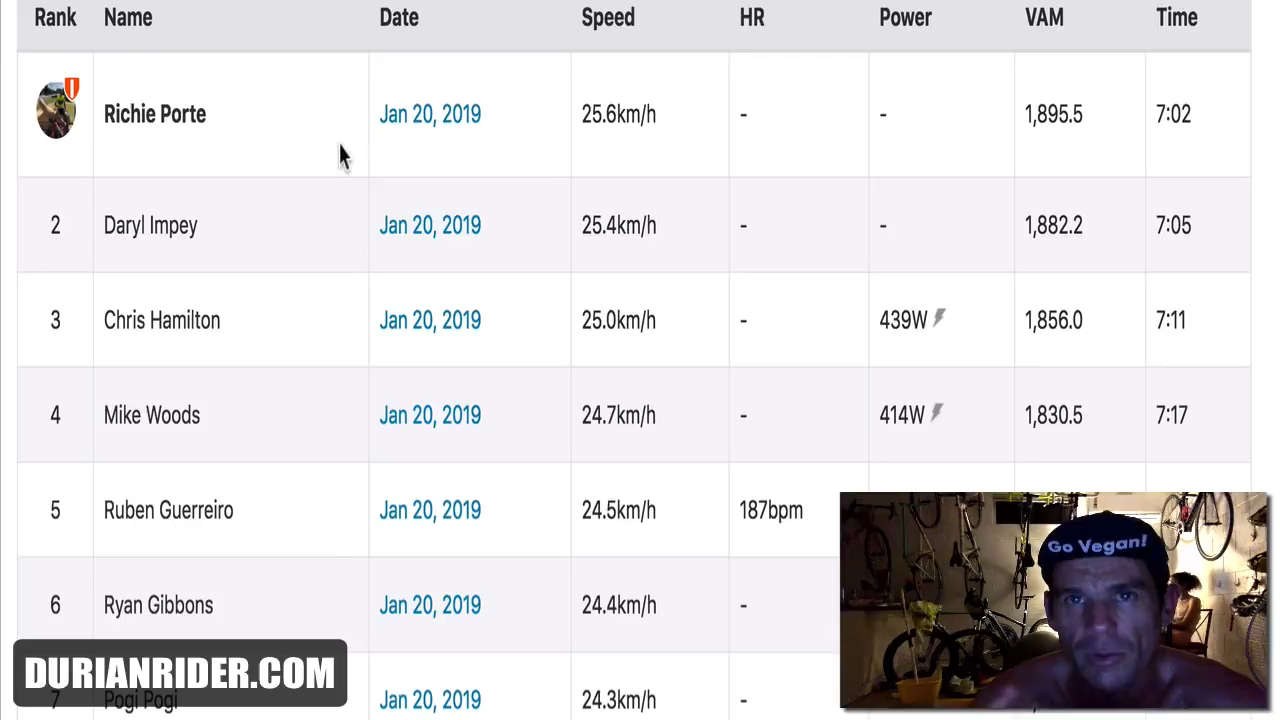 Rank Name Date Speed HR Power VAM Time
Richie Porte Jan 20, 2019 25.6km/h - - 1,895.5 7:02
2 Daryl Impey Jan 20, 2019 25.4km/h - - 1,882.2 7:05
3 Chris Hamilton Jan 20, 2019 25.0km/h - 439W 1,856.0 7:11
4 Mike Woods Jan 20, 2019 24.7km/h - 414W 1,830.5 7:17
5 Ruben Guerreiro Jan 20, 2019 24.5km/h 187bpm
Go Vegan!
6 Ryan Gibbons Jan 20, 2019 24.4km/h -
DURIANRIDER.COM
7 Pogi Pogi Jan 20, 2019 24.3km/h -